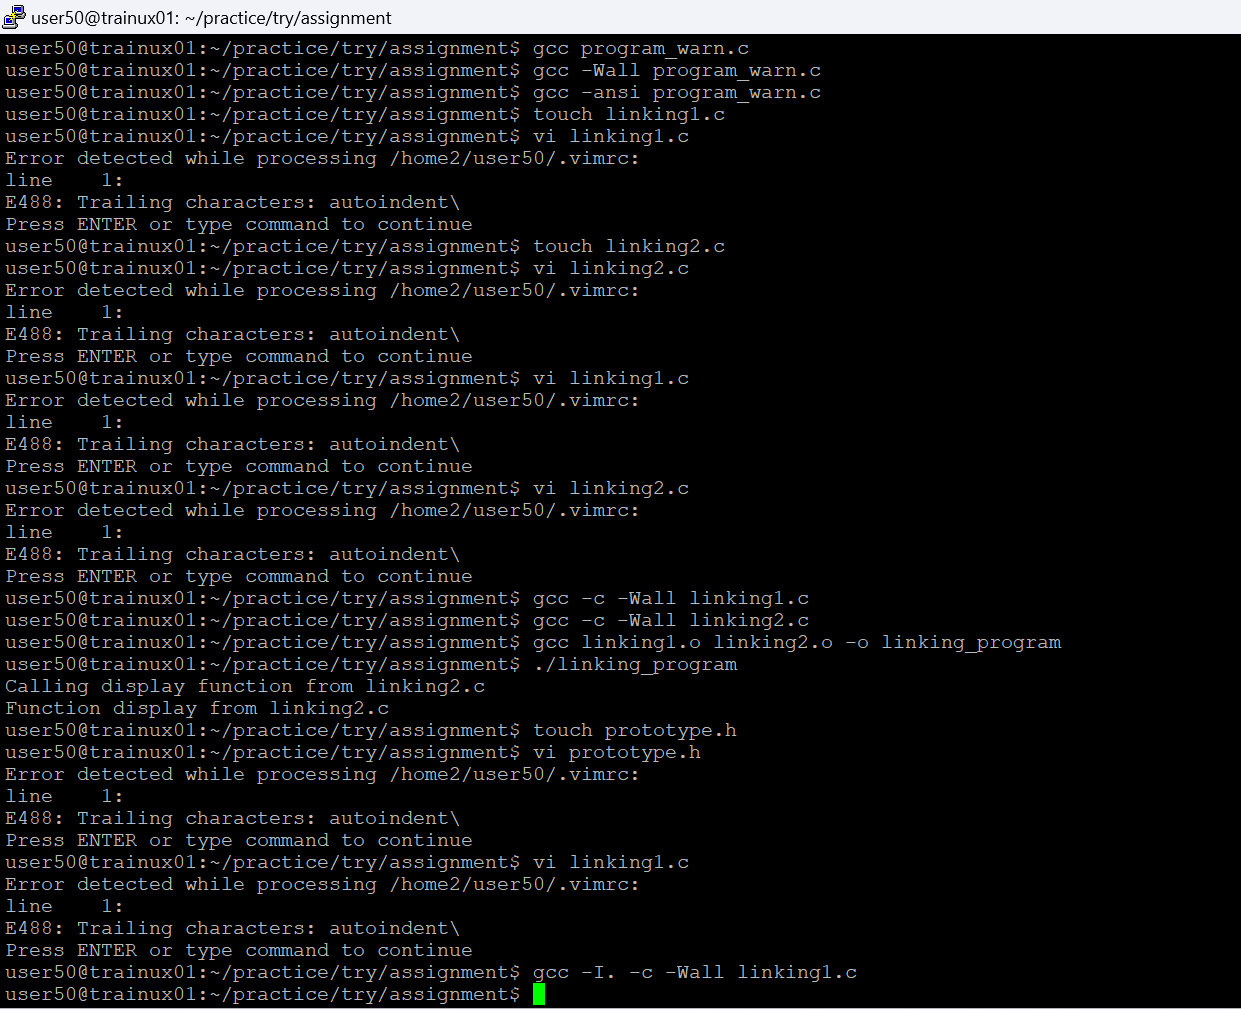 user50@trainux01: ~/practice/try/assignment
user50@trainux01:~/practice/try/assignment$ gcc program_warn.c
user50@trainux01:~/practice/try/assignment$ gcc -Wall program_warn.c
user50@trainux01:~/practice/try/assignment$ gcc -ansi program_warn.c
user50@trainux01:~/practice/try/assignment$ touch linking1.c
user50@trainux01:~/practice/try/assignment$ vi linking1.c
Error detected while processing /home2/user50/.vimrc:
line    1:
E488: Trailing characters: autoindent\
Press ENTER or type command to continue
user50@trainux01:~/practice/try/assignment$ touch linking2.c
user50@trainux01:~/practice/try/assignment$ vi linking2.c
Error detected while processing /home2/user50/.vimrc:
line    1:
E488: Trailing characters: autoindent\
Press ENTER or type command to continue
user50@trainux01:~/practice/try/assignment$ vi linking1.c
Error detected while processing /home2/user50/.vimrc:
line    1:
E488: Trailing characters: autoindent\
Press ENTER or type command to continue
user50@trainux01:~/practice/try/assignment$ vi linking2.c
Error detected while processing /home2/user50/.vimrc:
line    1:
E488: Trailing characters: autoindent\
Press ENTER or type command to continue
user50@trainux01:~/practice/try/assignment$ gcc -c -Wall linking1.c
user50@trainux01:~/practice/try/assignment$ gcc -c -Wall linking2.c
user50@trainux01:~/practice/try/assignment$ gcc linking1.o linking2.o -o linking_program
user50@trainux01:~/practice/try/assignment$ ./linking_program
Calling display function from linking2.c
Function display from linking2.c
user50@trainux01:~/practice/try/assignment$ touch prototype.h
user50@trainux01:~/practice/try/assignment$ vi prototype.h
Error detected while processing /home2/user50/.vimrc:
line    1:
E488: Trailing characters: autoindent\
Press ENTER or type command to continue
user50@trainux01:~/practice/try/assignment$ vi linking1.c
Error detected while processing /home2/user50/.vimrc:
line    1:
E488: Trailing characters: autoindent\
Press ENTER or type command to continue
user50@trainux01:~/practice/try/assignment$ gcc -I. -c -Wall linking1.c
user50@trainux01:~/practice/try/assignment$